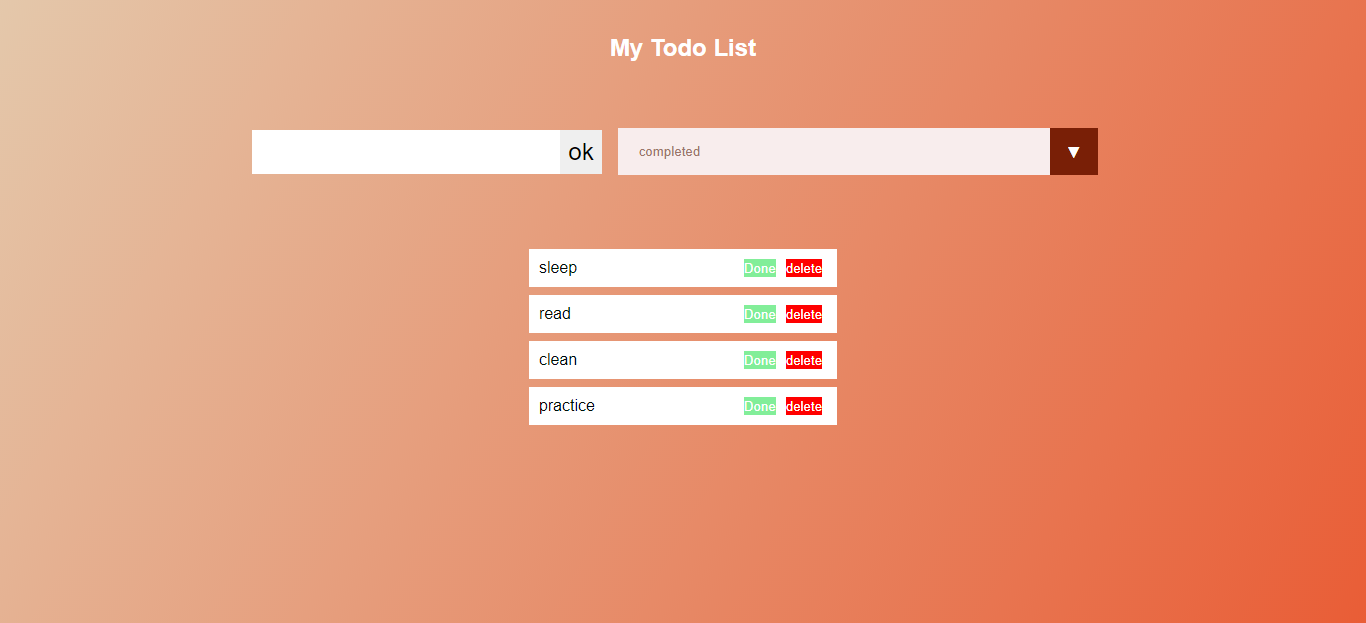 My Todo List
ok
completed ▼
sleep Done delete
read Done delete
clean Done delete
practice Done delete